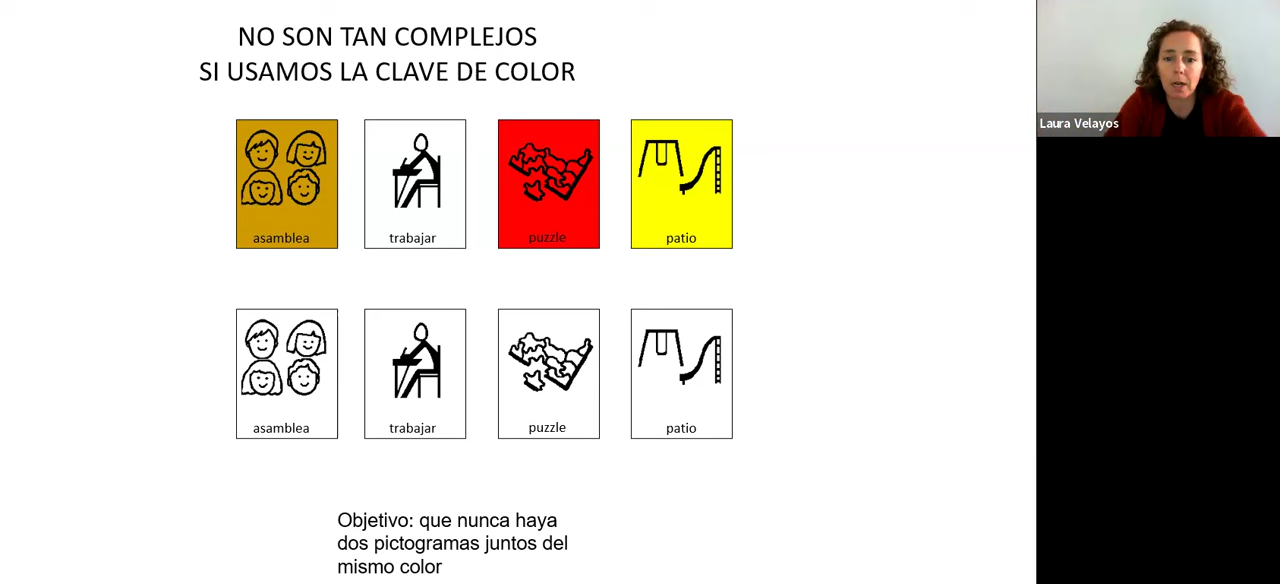 NO SON TAN COMPLEJOS
SI USAMOS LA CLAVE DE COLOR
Laura Velayos
asamblea
trabajar
puzzle
patio
asamblea
trabajar
puzzle
patio
Objetivo: que nunca haya
dos pictogramas juntos del
mismo color